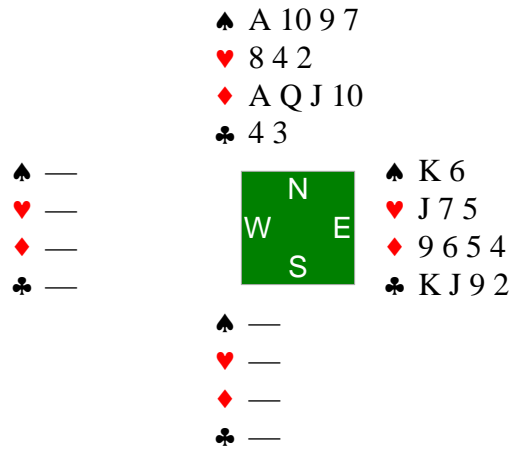 ♠ A 10 9 7
♥ 8 4 2
♦ A Q J 10
♣ 4 3
♠ —
♥ —
♦ —
♣ —
N
W E
S
♠ K 6
♥ J 7 5
♦ 9 6 5 4
♣ K J 9 2
♠ —
♥ —
♦ —
♣ —